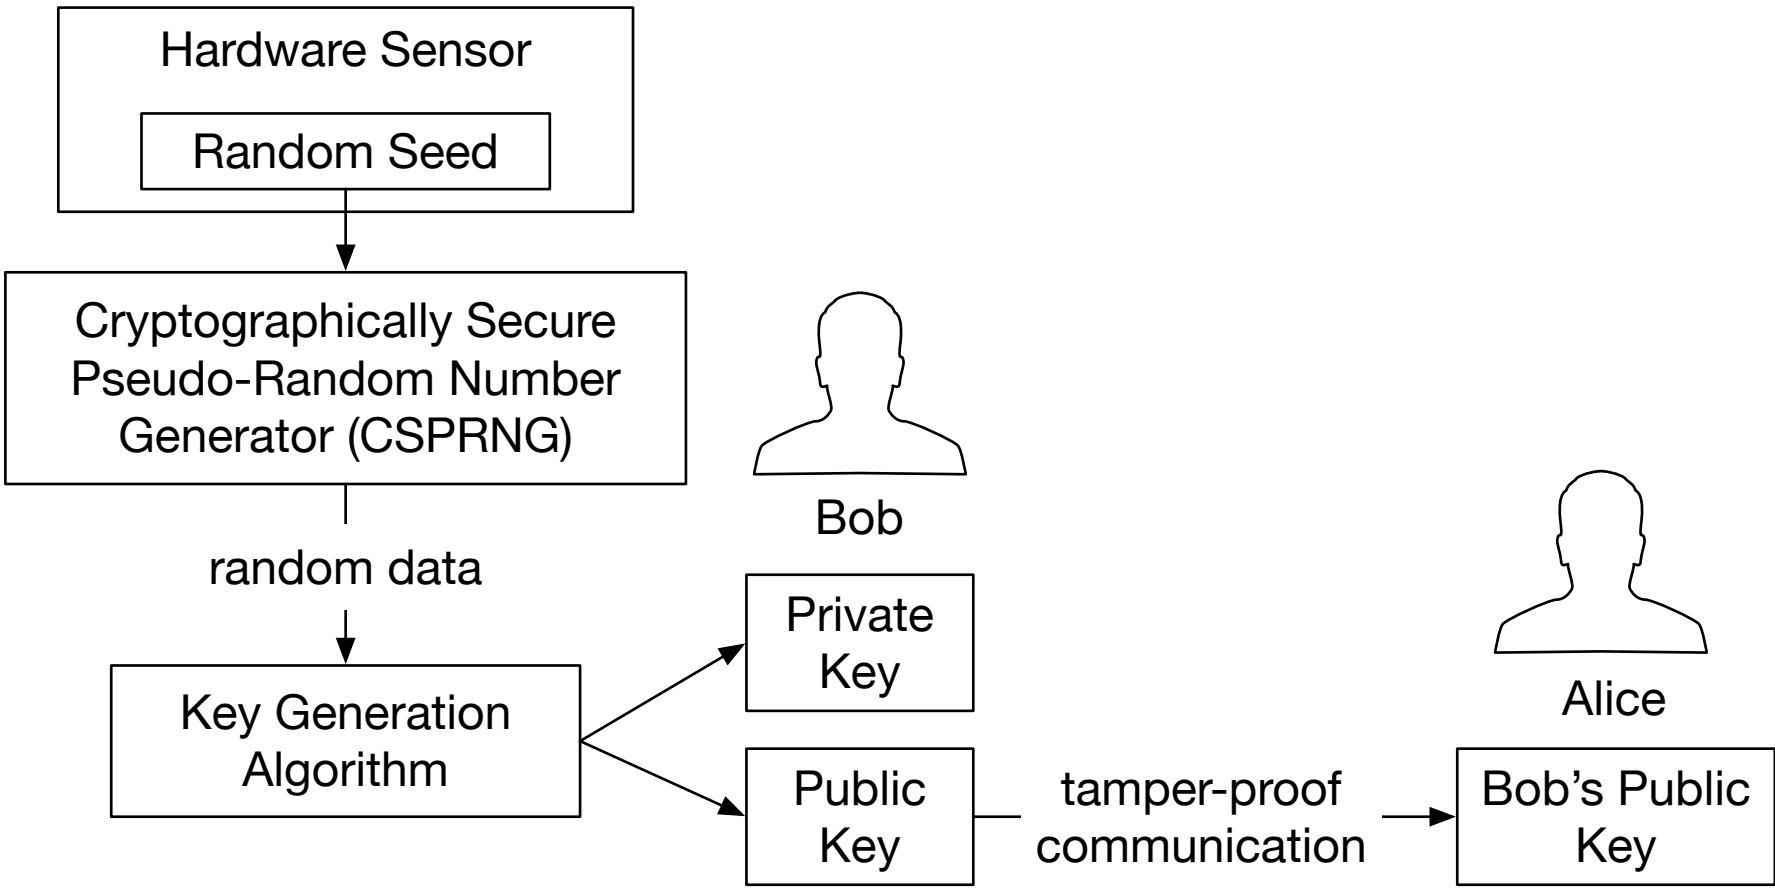 Hardware Sensor
Random Seed
Cryptographically Secure
Pseudo-Random Number
Generator (CSPRNG)
random data
Key Generation
Algorithm
Bob
Private
Key
Public
Key
tamper-proof
communication
Alice
Bob’s Public
Key